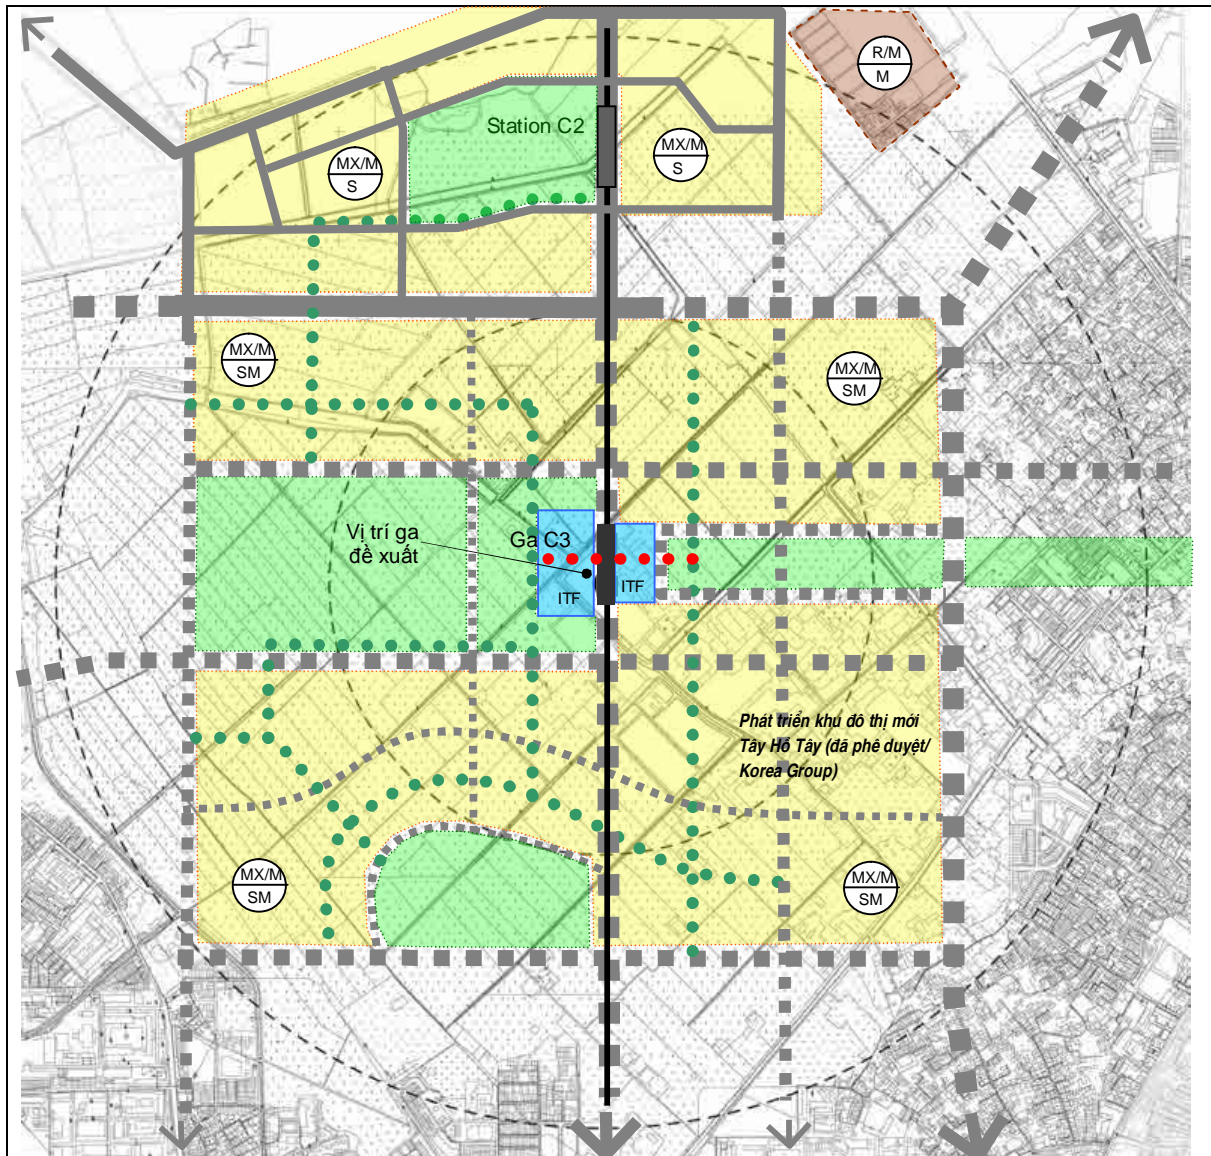 R/M
M
Station C2
MX/M
S
MX/M
S
MX/M
SM
MX/M
SM
Vị trí ga
đề xuất
Ga C3
ITF
ITF
Phát triển khu đô thị mới
Tây Hồ Tây (đã phê duyệt/
Korea Group)
MX/M
SM
MX/M
SM